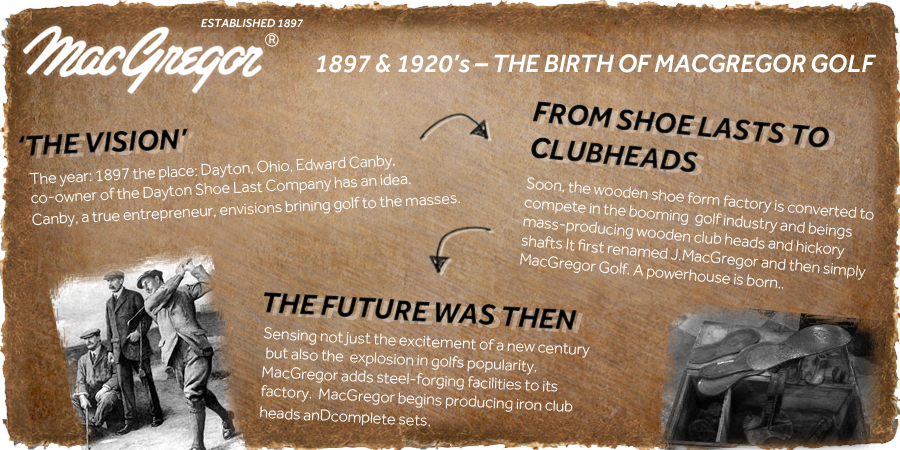 ESTABLISHED 1897
MacGregor®
1897 & 1920's – THE BIRTH OF MACGREGOR GOLF
'THE VISION'
The year: 1897 the place: Dayton, Ohio, Edward Canby.
co-owner of the Dayton Shoe Last Company has an idea.
Canby, a true entrepreneur, envisions brining golf to the masses.
FROM SHOE LASTS TO
CLUBHEADS
Soon, the wooden shoe form factory is converted to
compete in the booming golf industry and beings
mass-producing wooden club heads and hickory
shafts It first renamed J.MacGregor and then simply
MacGregor Golf. A powerhouse is born..
THE FUTURE WAS THEN
Sensing not just the excitement of a new century
but also the explosion in golfs popularity,
MacGregor adds steel-forging facilities to its
factory. MacGregor begins producing iron club
heads anDcomplete sets.